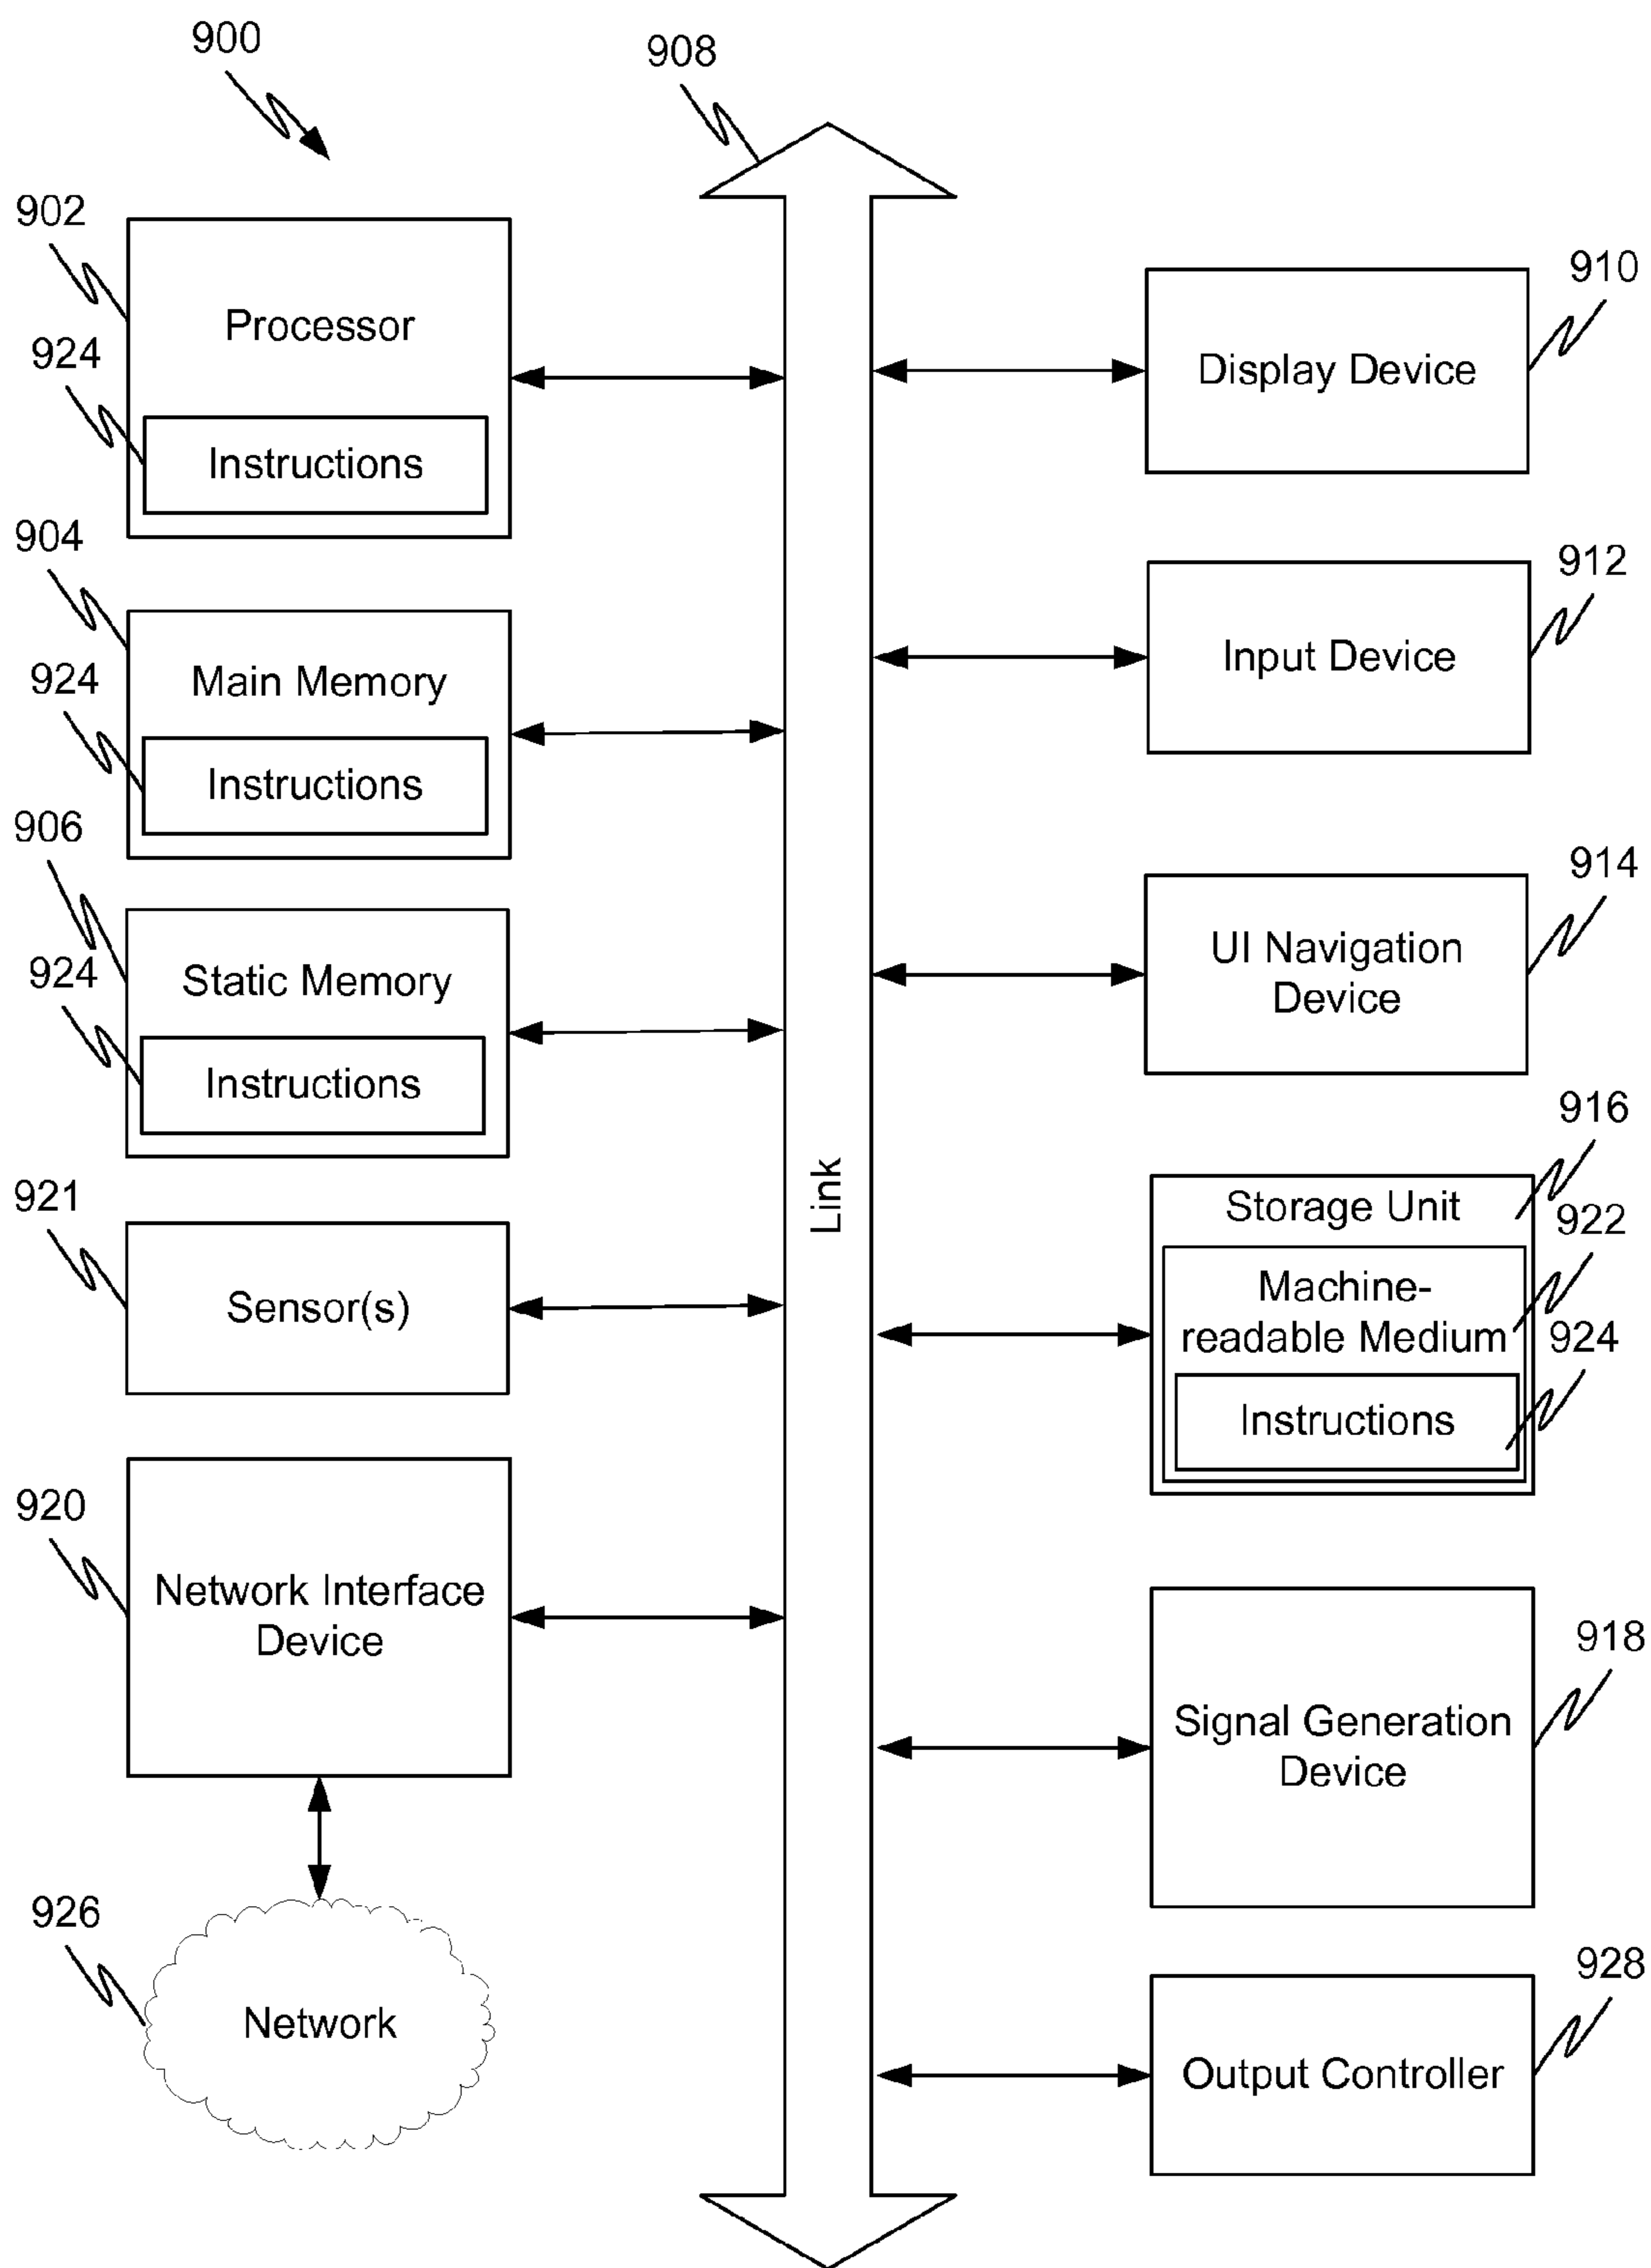 900
908
902
Processor
924
Instructions
904
Main Memory
924
Instructions
906
Static Memory
924
Instructions
921
Sensor(s)
920
Network Interface
Device
926
Network
Link
910
Display Device
912
Input Device
914
UI Navigation
Device
916
Storage Unit
922
Machine-
readable Medium
924
Instructions
918
Signal Generation
Device
928
Output Controller